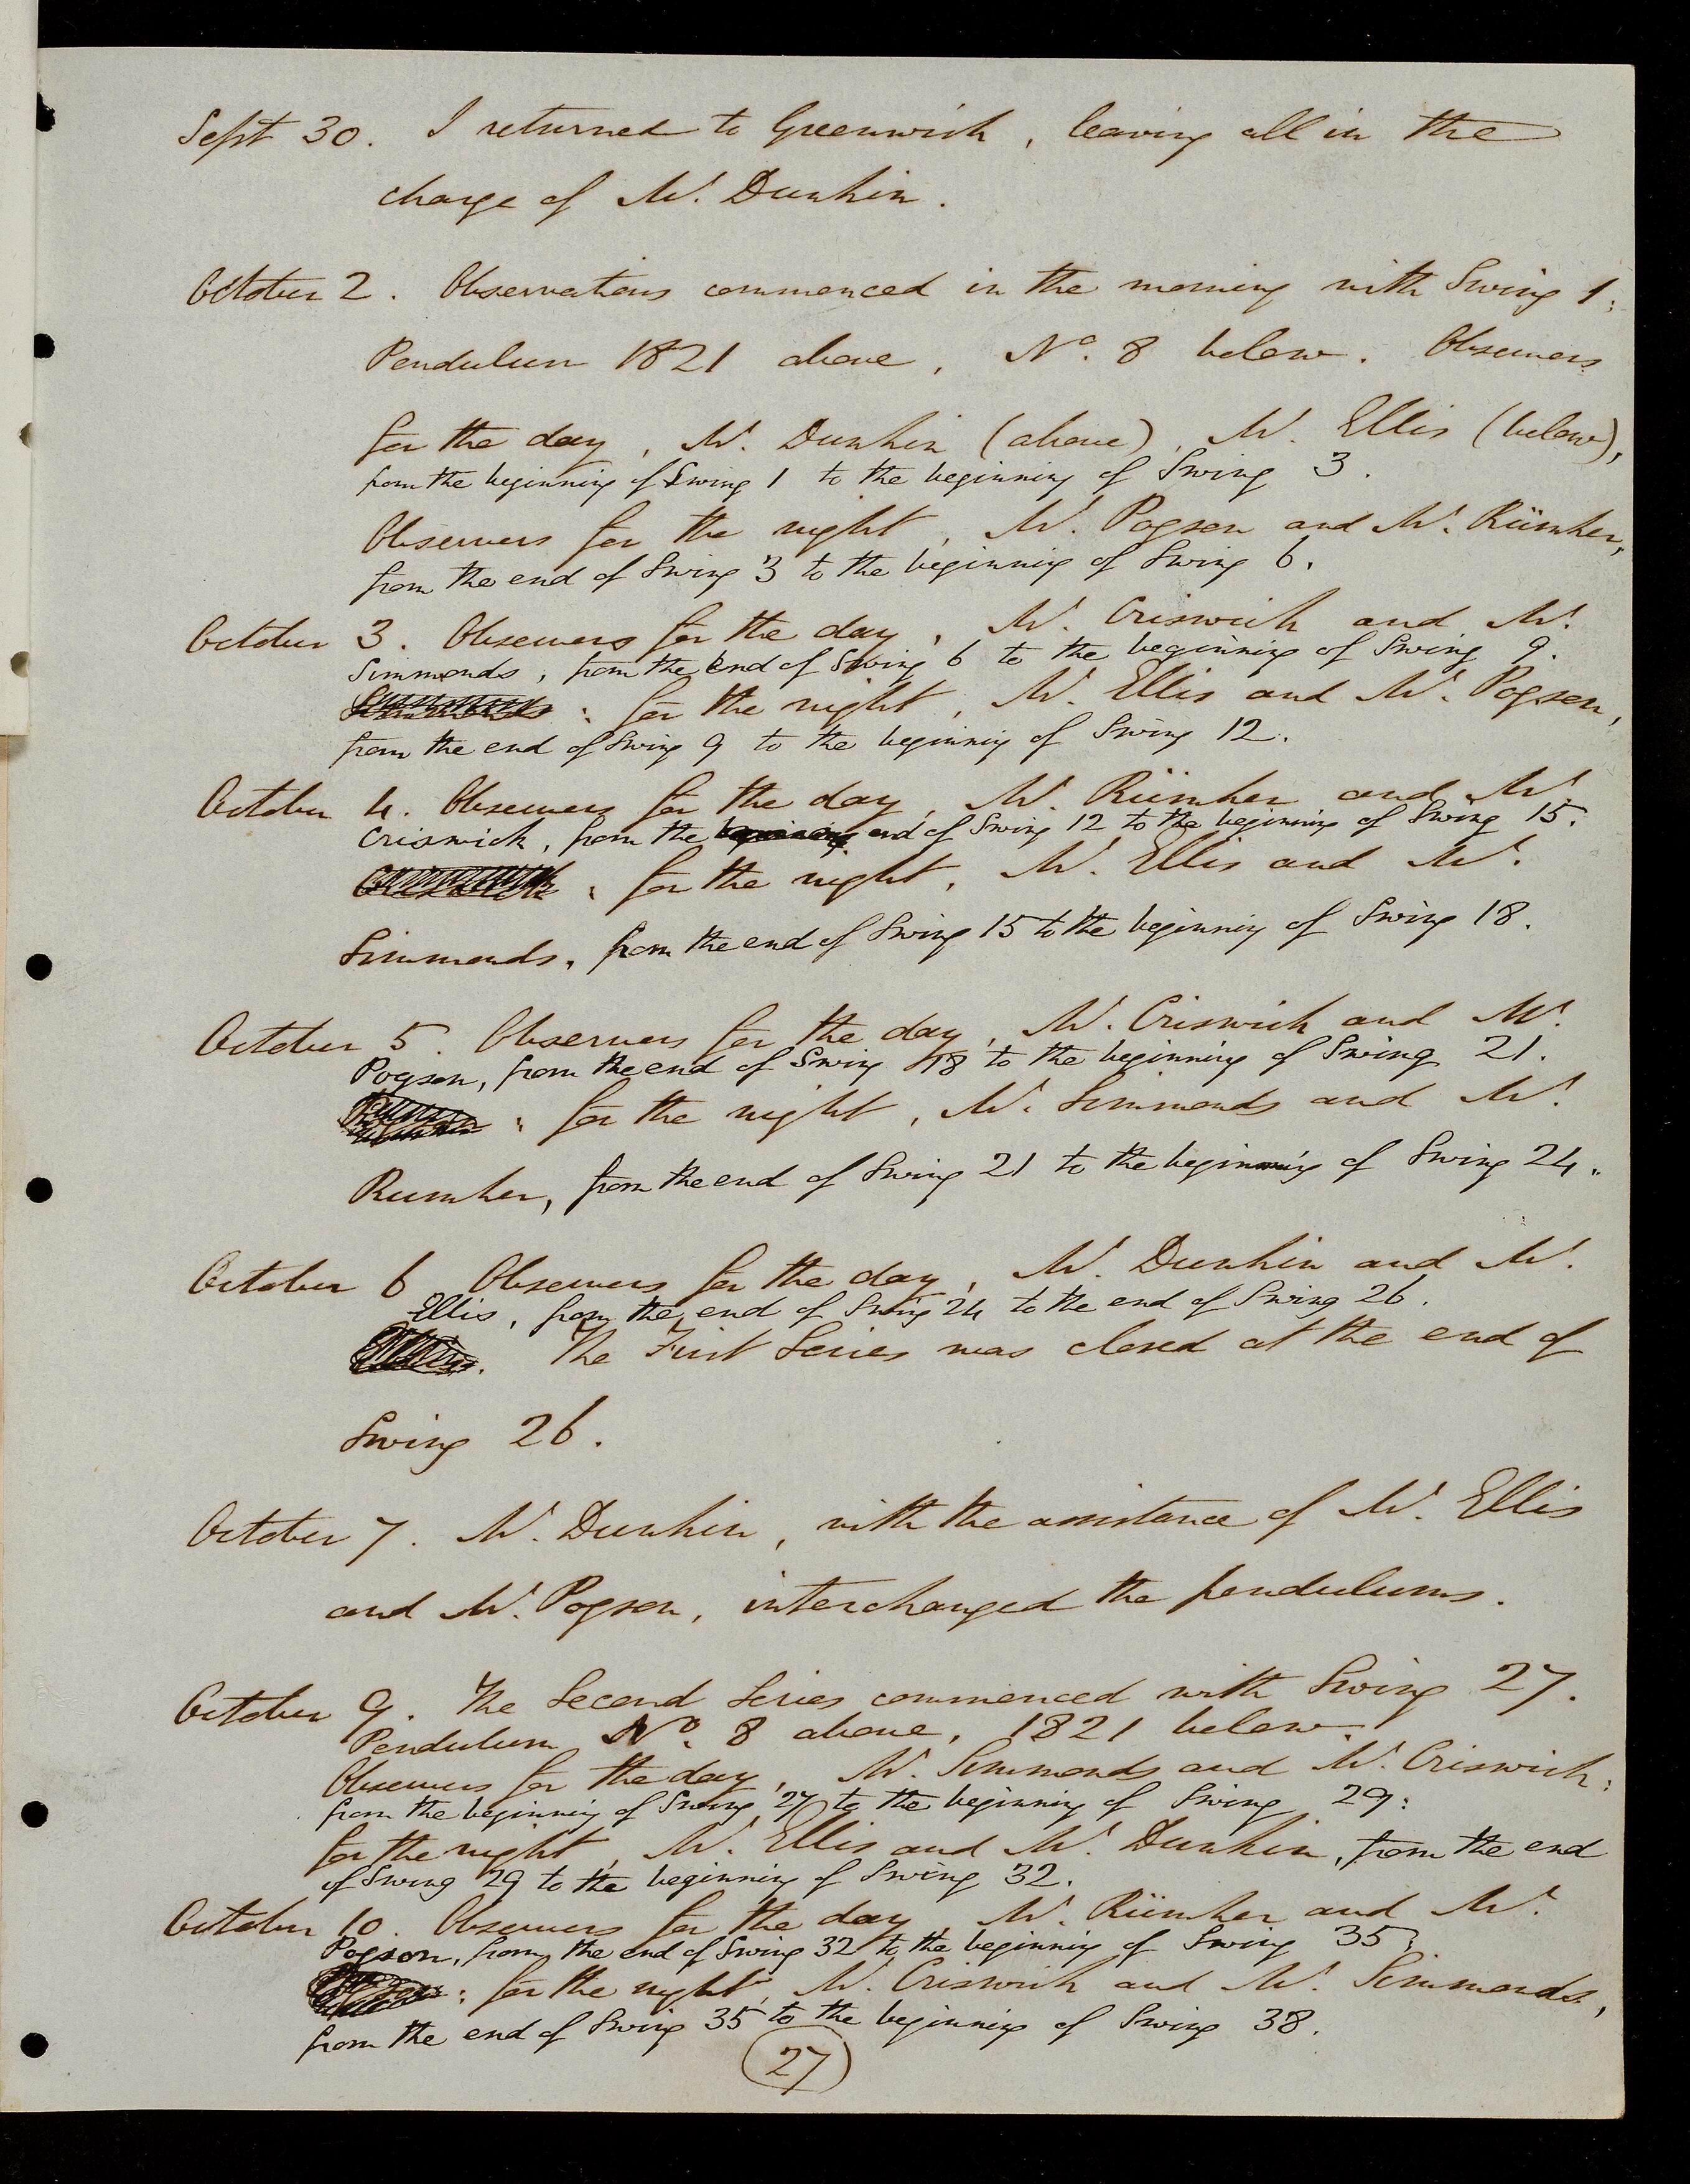 Sept 30. I returned to Greenwich, leaving all in the
charge of Mr. Dunkin.
October 2. Observations commenced in the morning with Swing 1:
Pendulum 1821 above, No. 8 below. Observers
for the day, Mr. Dunkin (above), Mr. Ellis (below),
from the beginning of Swing 1 to the beginning of Swing 3.
Observers for the night, Mr. Pogson and Mr. Rümker,
from the end of Swing 3 to the beginning of Swing 6.
October 3. Observers for the day, Mr. Criswick and Mr.
Simmonds, from the end of Swing 6 to the beginning of Swing 9.
: for the night, Mr. Ellis and Mr. Pogson,
from the end of Swing 9 to the beginning of Swing 12.
October 4. Observers for the day, Mr. Rümker and Mr.
Criswick, from the beginning end of Swing 12 to the beginning of Swing 15.
: for the night, Mr. Ellis and Mr.
Simmonds, from the end of Swing 15 to the beginning of Swing 18.
October 5. Observers for the day, Mr. Criswick and Mr.
Pogson, from the end of Swing 18 to the beginning of Swing 21.
: for the night, Mr. Simmonds and Mr.
Rumker, from the end of Swing 21 to the beginning of Swing 24.
October 6 Observers for the day, Mr. Dunkin and Mr.
Ellis, from the end of Swing 24 to the end of Swing 26.
. The First Series was closed at the end of
Swing 26.
October 7. Mr. Dunkin, with the assistance of Mr. Ellis
and Mr. Pogson, interchanged the pendulums.
October 9. The Second Series commenced with Swing 27.
Pendulum No. 8 above, 1821 below.
Observers for the day, Mr. Simmonds and Mr. Criswick:
from the beginning of Swing 27 to the beginning of Swing 29:
for the night, Mr. Ellis and Mr. Dunkin, from the end
of Swing 29 to the beginning of Swing 32.
October 10. Observers for the day, Mr. Rümker and Mr.
Pogson, from the end of Swing 32 to the beginning of Swing 35;
: for the night, Mr. Criswick and Mr. Simmonds,
from the end of Swing 35 to the beginning of Swing 38.
27